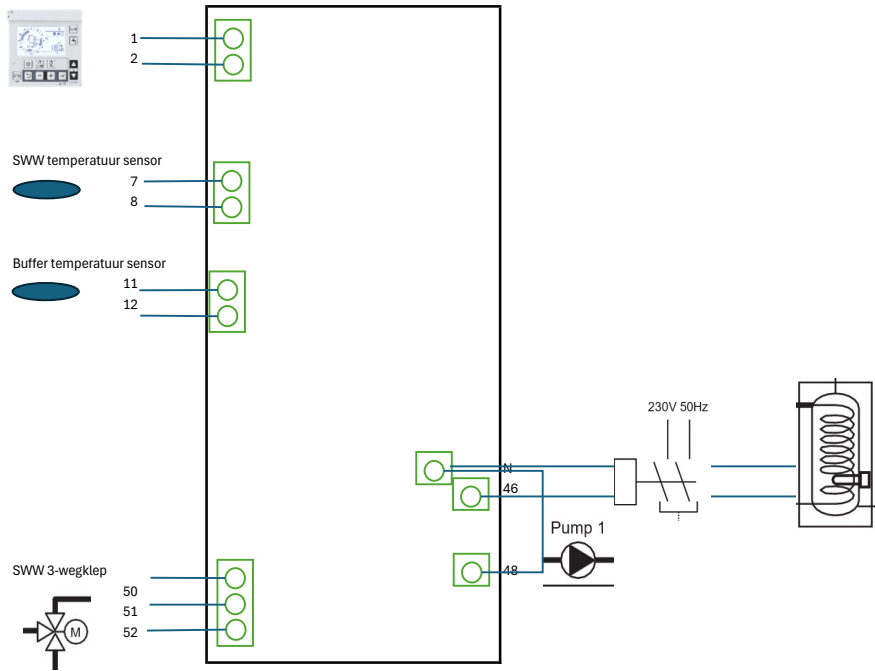 1
2
SWW temperatuur sensor
7
8
Buffer temperatuur sensor
11
12
230V 50Hz
N
46
Pump 1
48
SWW 3-wegklep
50
51
52
M